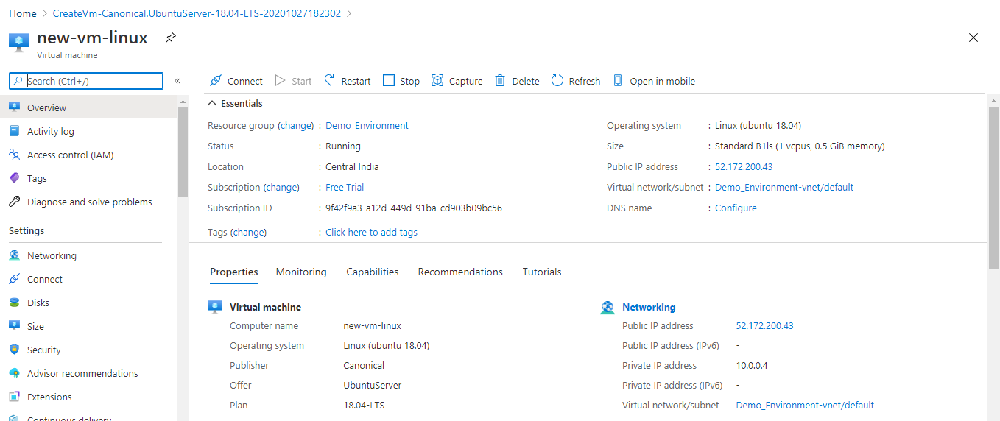 Home > CreateVm-Canonical.UbuntuServer-18.04-LTS-20201027182302 >
new-vm-linux
Virtual machine
Search (Ctrl+/)
«
Overview
Activity log
Access control (IAM)
Tags
Diagnose and solve problems
Settings
Networking
Connect
Disks
Size
Security
Advisor recommendations
Extensions
Continuous delivery
Connect Start Restart Stop Capture Delete Refresh Open in mobile
Essentials
Resource group (change) : Demo_Environment
Status : Running
Location : Central India
Subscription (change) : Free Trial
Subscription ID : 9f42f9a3-a12d-449d-91ba-cd903b09bc56
Tags (change) : Click here to add tags
Operating system : Linux (ubuntu 18.04)
Size : Standard B1ls (1 vcpus, 0.5 GiB memory)
Public IP address : 52.172.200.43
Virtual network/subnet : Demo_Environment-vnet/default
DNS name : Configure
Properties Monitoring Capabilities Recommendations Tutorials
Virtual machine
Computer name new-vm-linux
Operating system Linux (ubuntu 18.04)
Publisher Canonical
Offer UbuntuServer
Plan 18.04-LTS
Networking
Public IP address 52.172.200.43
Public IP address (IPv6) -
Private IP address 10.0.0.4
Private IP address (IPv6) -
Virtual network/subnet Demo_Environment-vnet/default